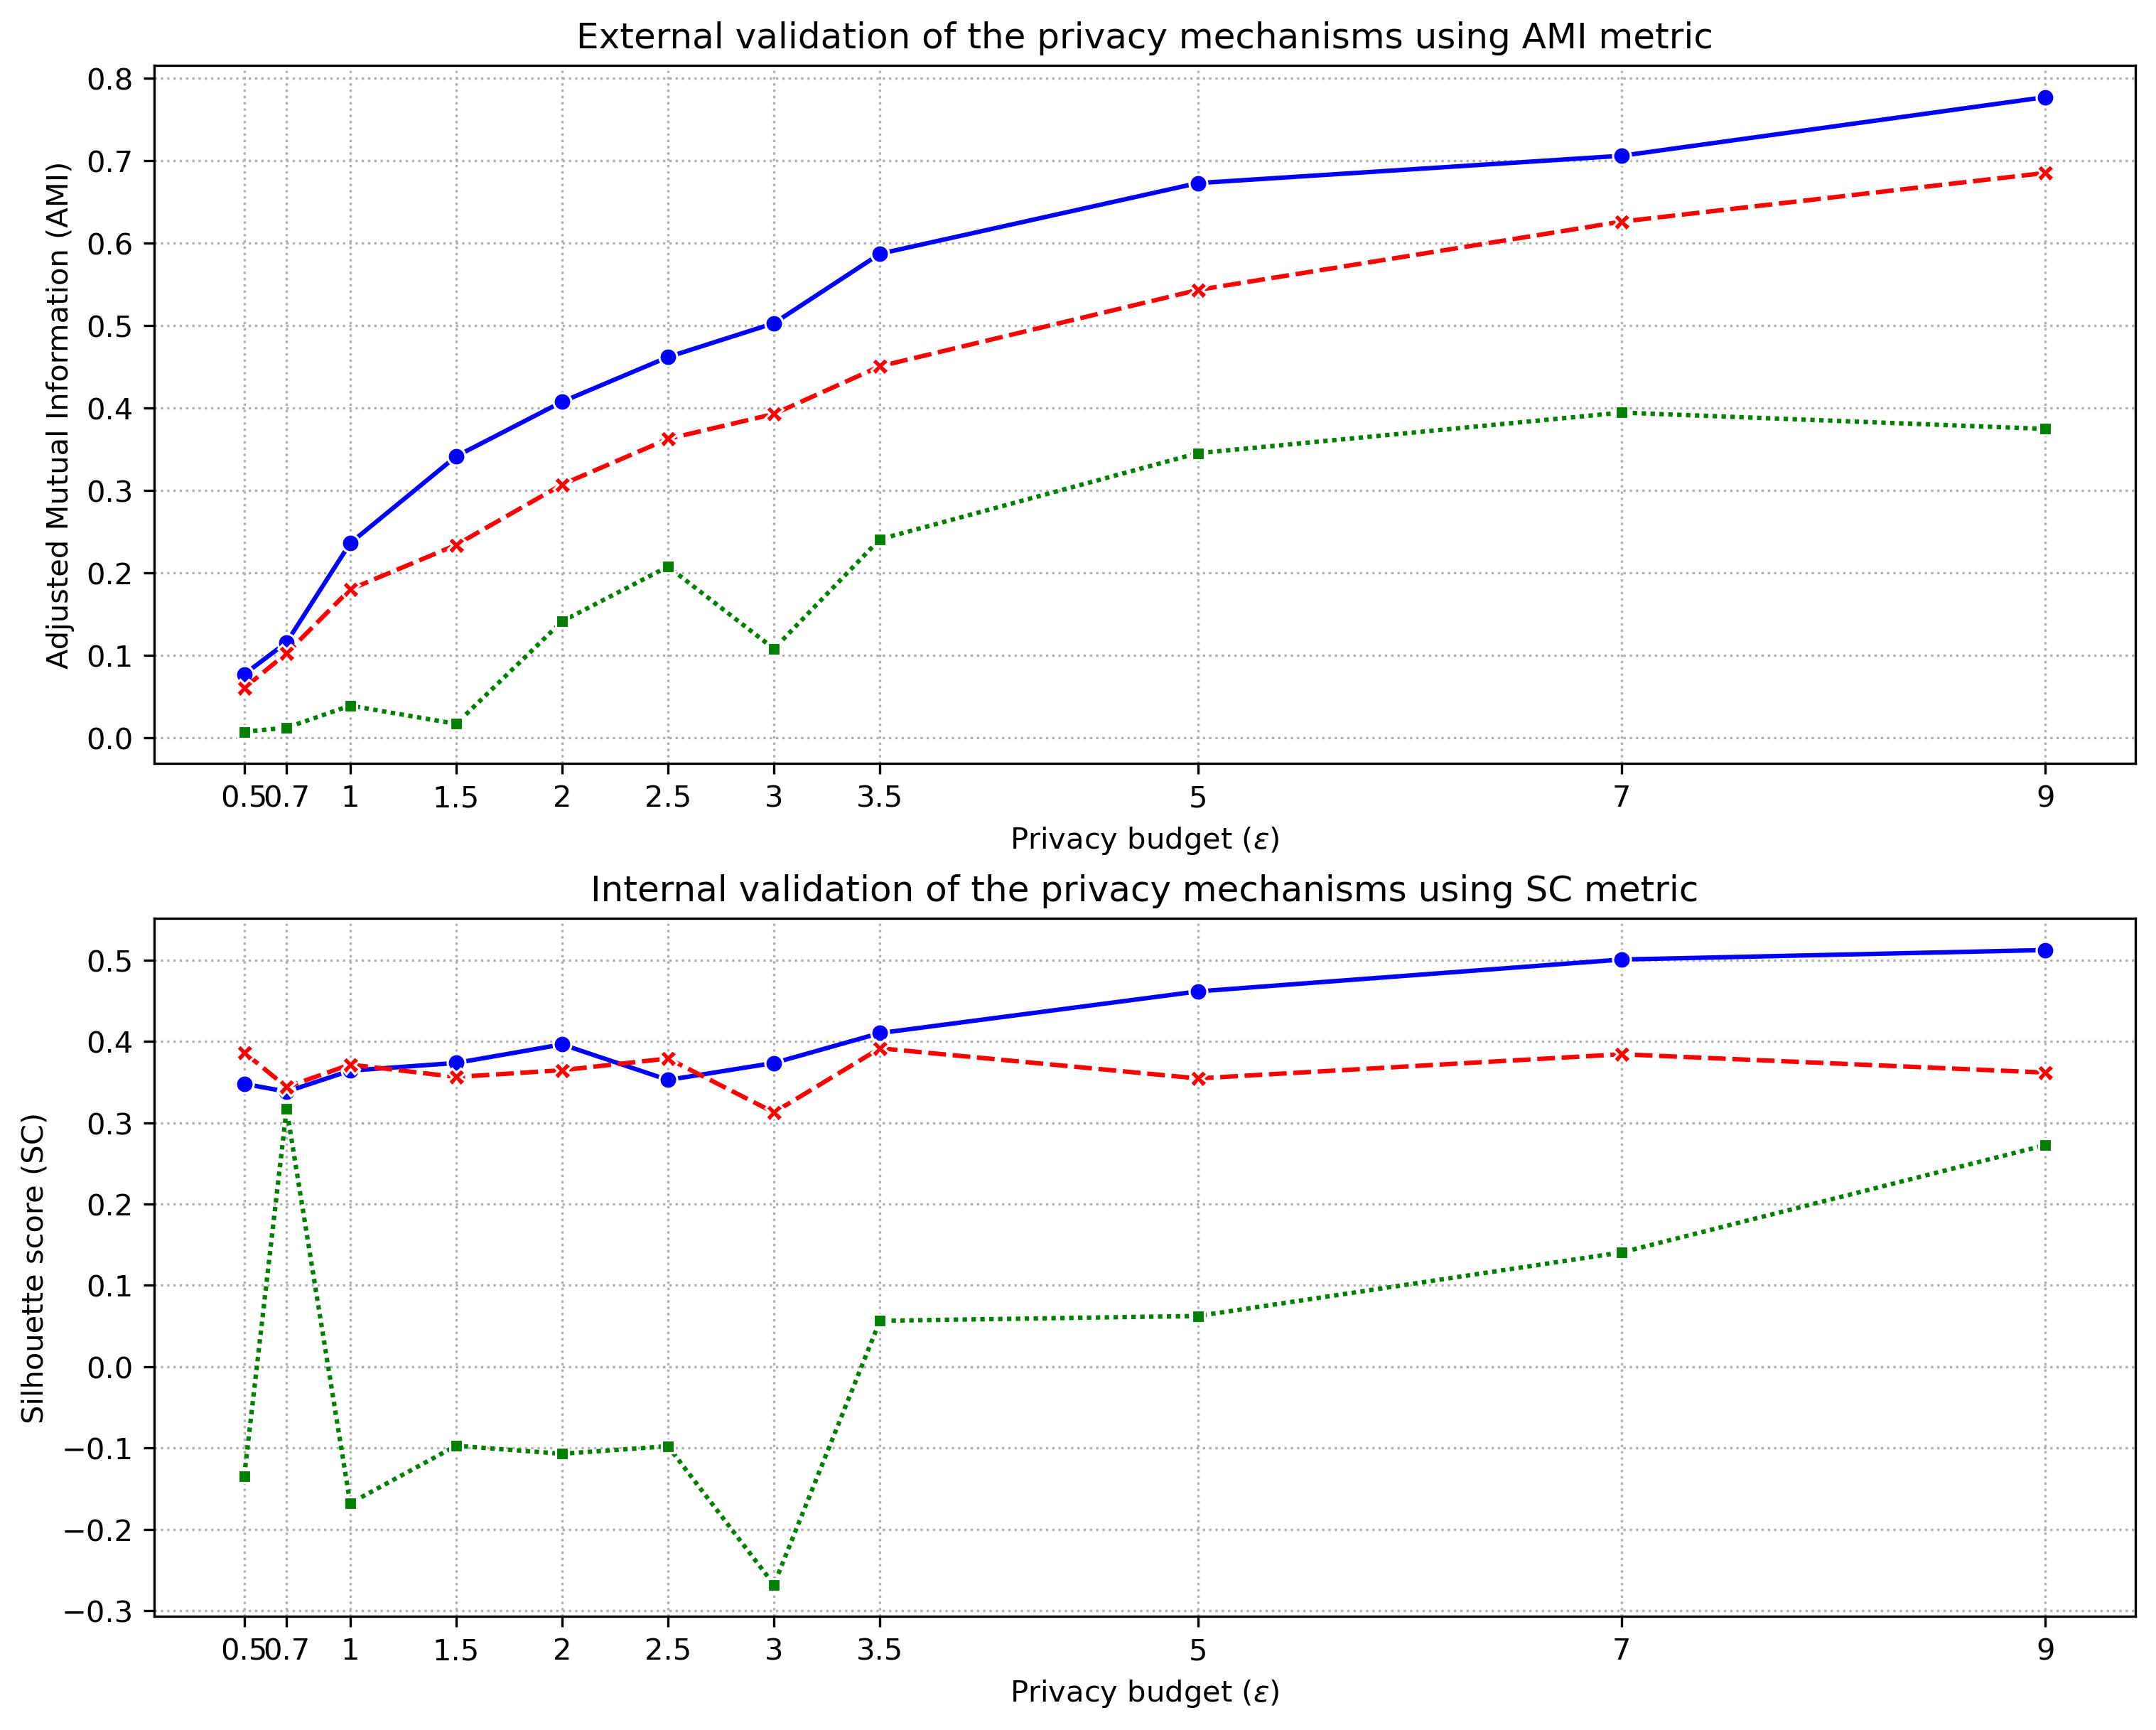 External validation of the privacy mechanisms using AMI metric
Adjusted Mutual Information (AMI)
0.8
0.7
0.6
0.5
0.4
0.3
0.2
0.1
0.0
0.5 0.7 1 1.5 2 2.5 3 3.5 5 7 9
Privacy budget (ε)
Internal validation of the privacy mechanisms using SC metric
Silhouette score (SC)
0.5
0.4
0.3
0.2
0.1
0.0
−0.1
−0.2
−0.3
0.5 0.7 1 1.5 2 2.5 3 3.5 5 7 9
Privacy budget (ε)